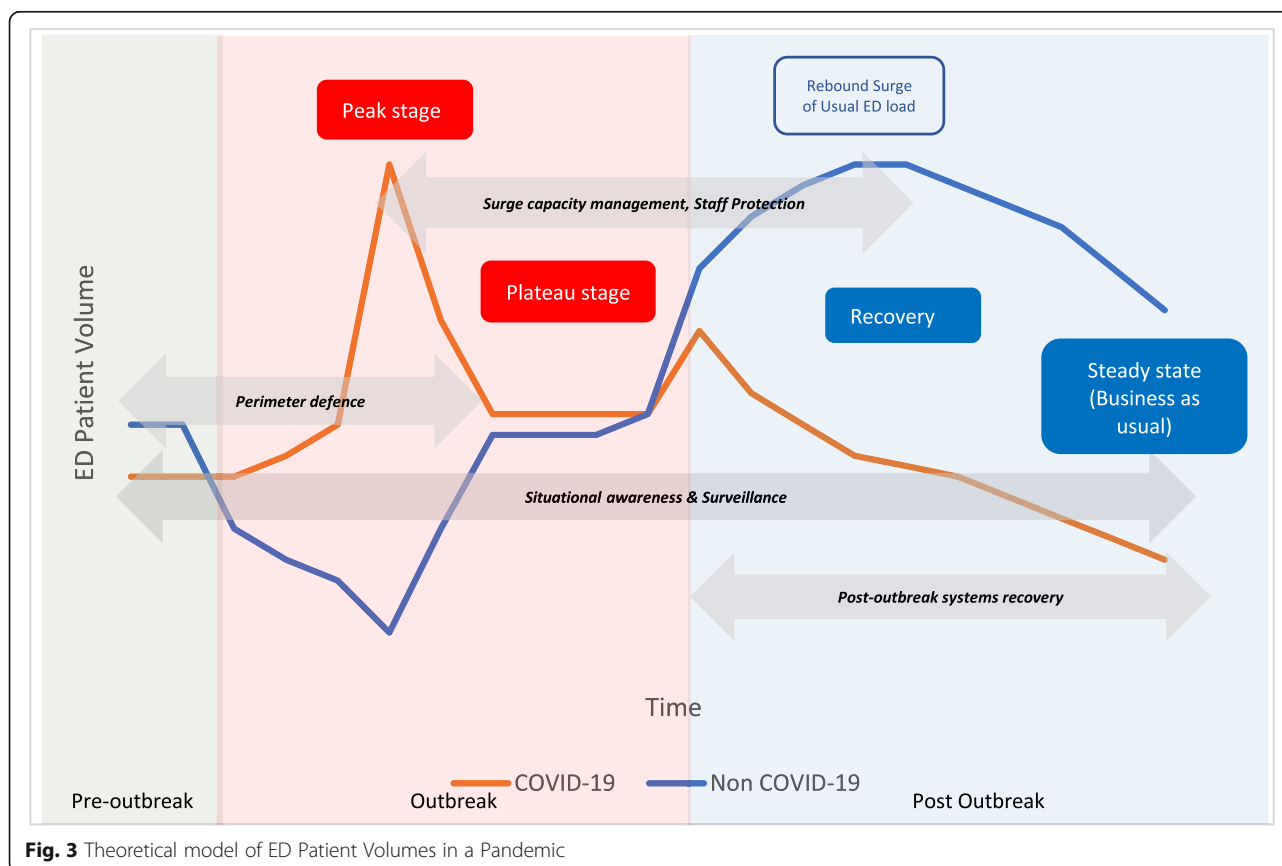 Rebound Surge
of Usual ED load
Peak stage
Surge capacity management, Staff Protection
Plateau stage
Recovery
ED Patient Volume
Perimeter defence
Steady state
(Business as
usual)
Situational awareness & Surveillance
Post-outbreak systems recovery
Time
COVID-19
Non COVID-19
Pre-outbreak
Outbreak
Post Outbreak
Fig. 3 Theoretical model of ED Patient Volumes in a Pandemic